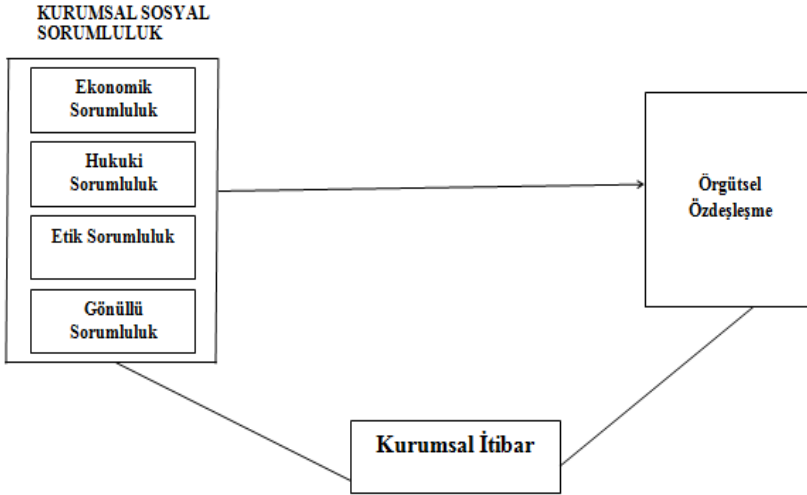 KURUMSAL SOSYAL
SORUMLULUK
Ekonomik
Sorumluluk
Hukuki
Sorumluluk
Etik Sorumluluk
Gönüllü
Sorumluluk
Örgütsel
Özdeşleşme
Kurumsal İtibar